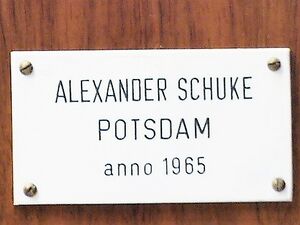 ALEXANDER SCHUKE
POTSDAM
anno 1965